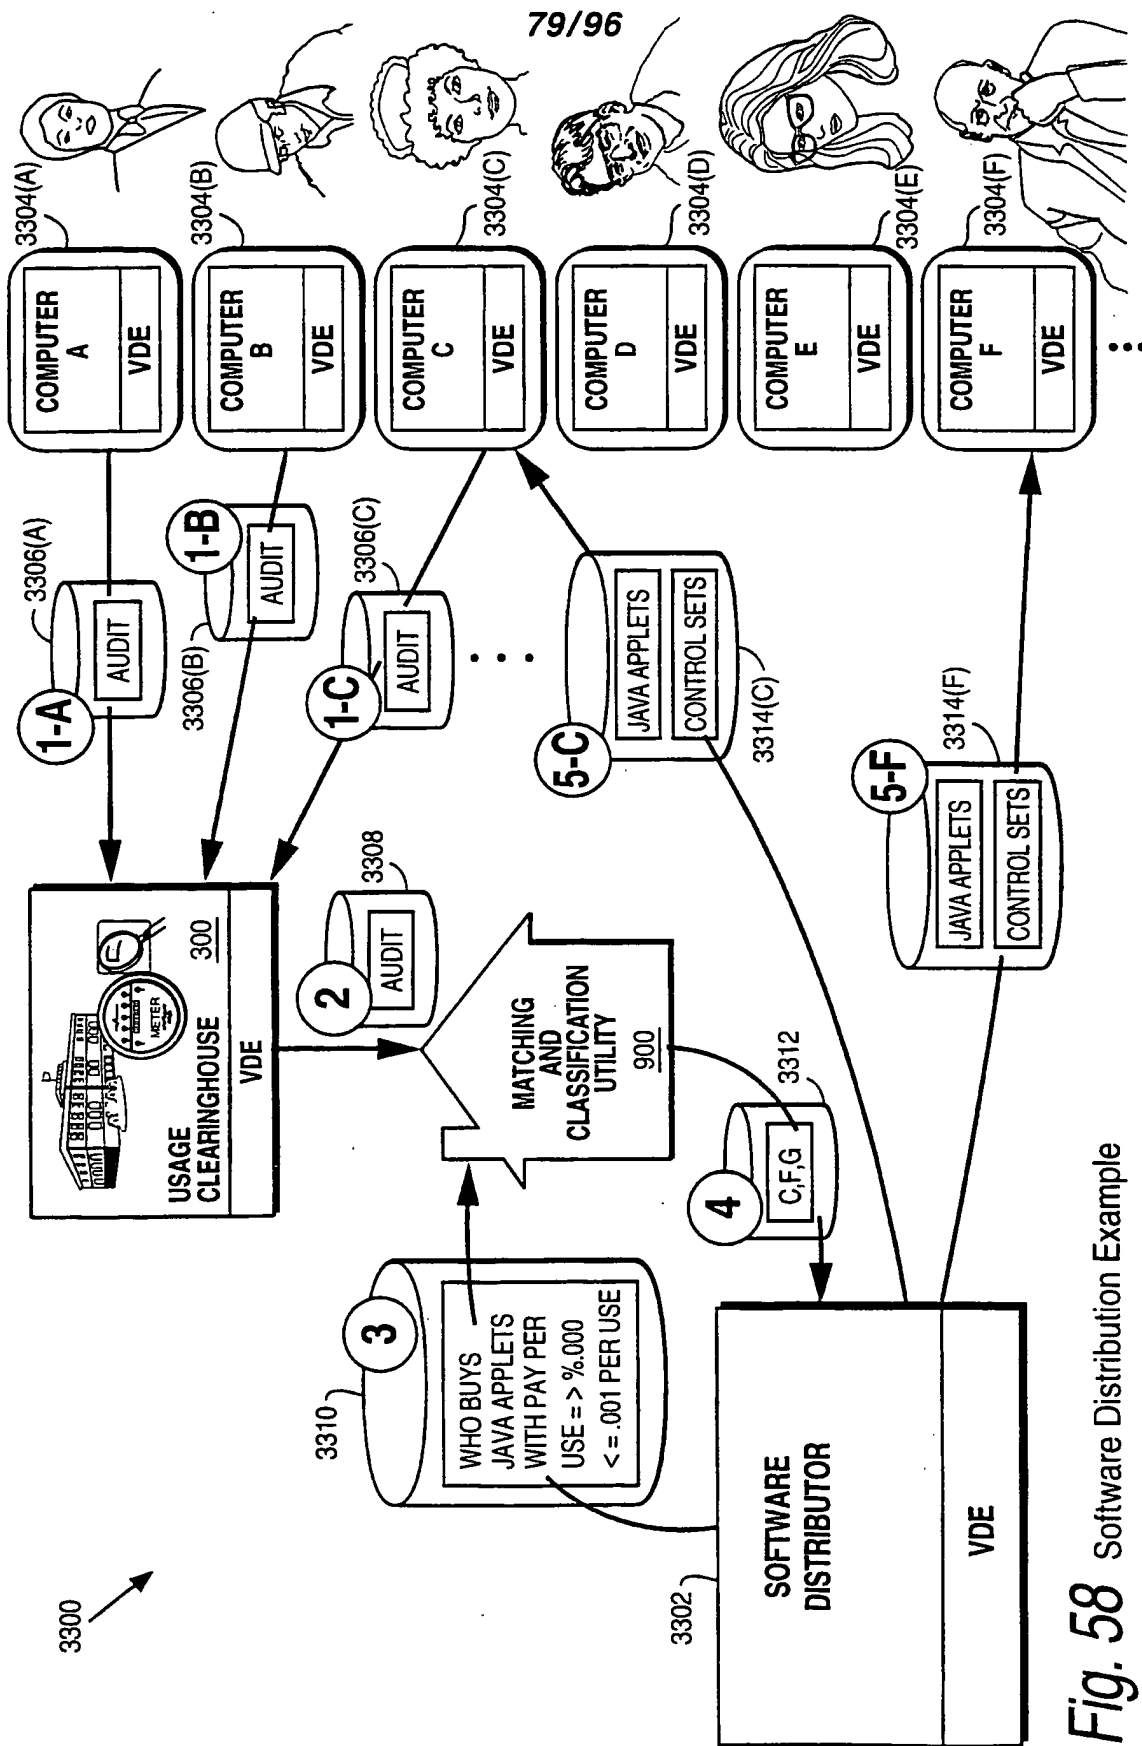 79/96
3300
USAGE
CLEARINGHOUSE
300
METER
VDE
1-A
AUDIT
3306(A)
1-B
AUDIT
3306(B)
1-C
AUDIT
3306(C)
COMPUTER
A
VDE
3304(A)
COMPUTER
B
VDE
3304(B)
COMPUTER
C
VDE
3304(C)
COMPUTER
D
VDE
3304(D)
COMPUTER
E
VDE
3304(E)
COMPUTER
F
VDE
3304(F)
2
AUDIT
3308
MATCHING
AND
CLASSIFICATION
UTILITY
900
3310
3
WHO BUYS
JAVA APPLETS
WITH PAY PER
USE = > %.000
< = .001 PER USE
4
C,F,G
3312
5-C
JAVA APPLETS
CONTROL SETS
3314(C)
5-F
JAVA APPLETS
CONTROL SETS
3314(F)
3302
SOFTWARE
DISTRIBUTOR
VDE
Fig. 58 Software Distribution Example